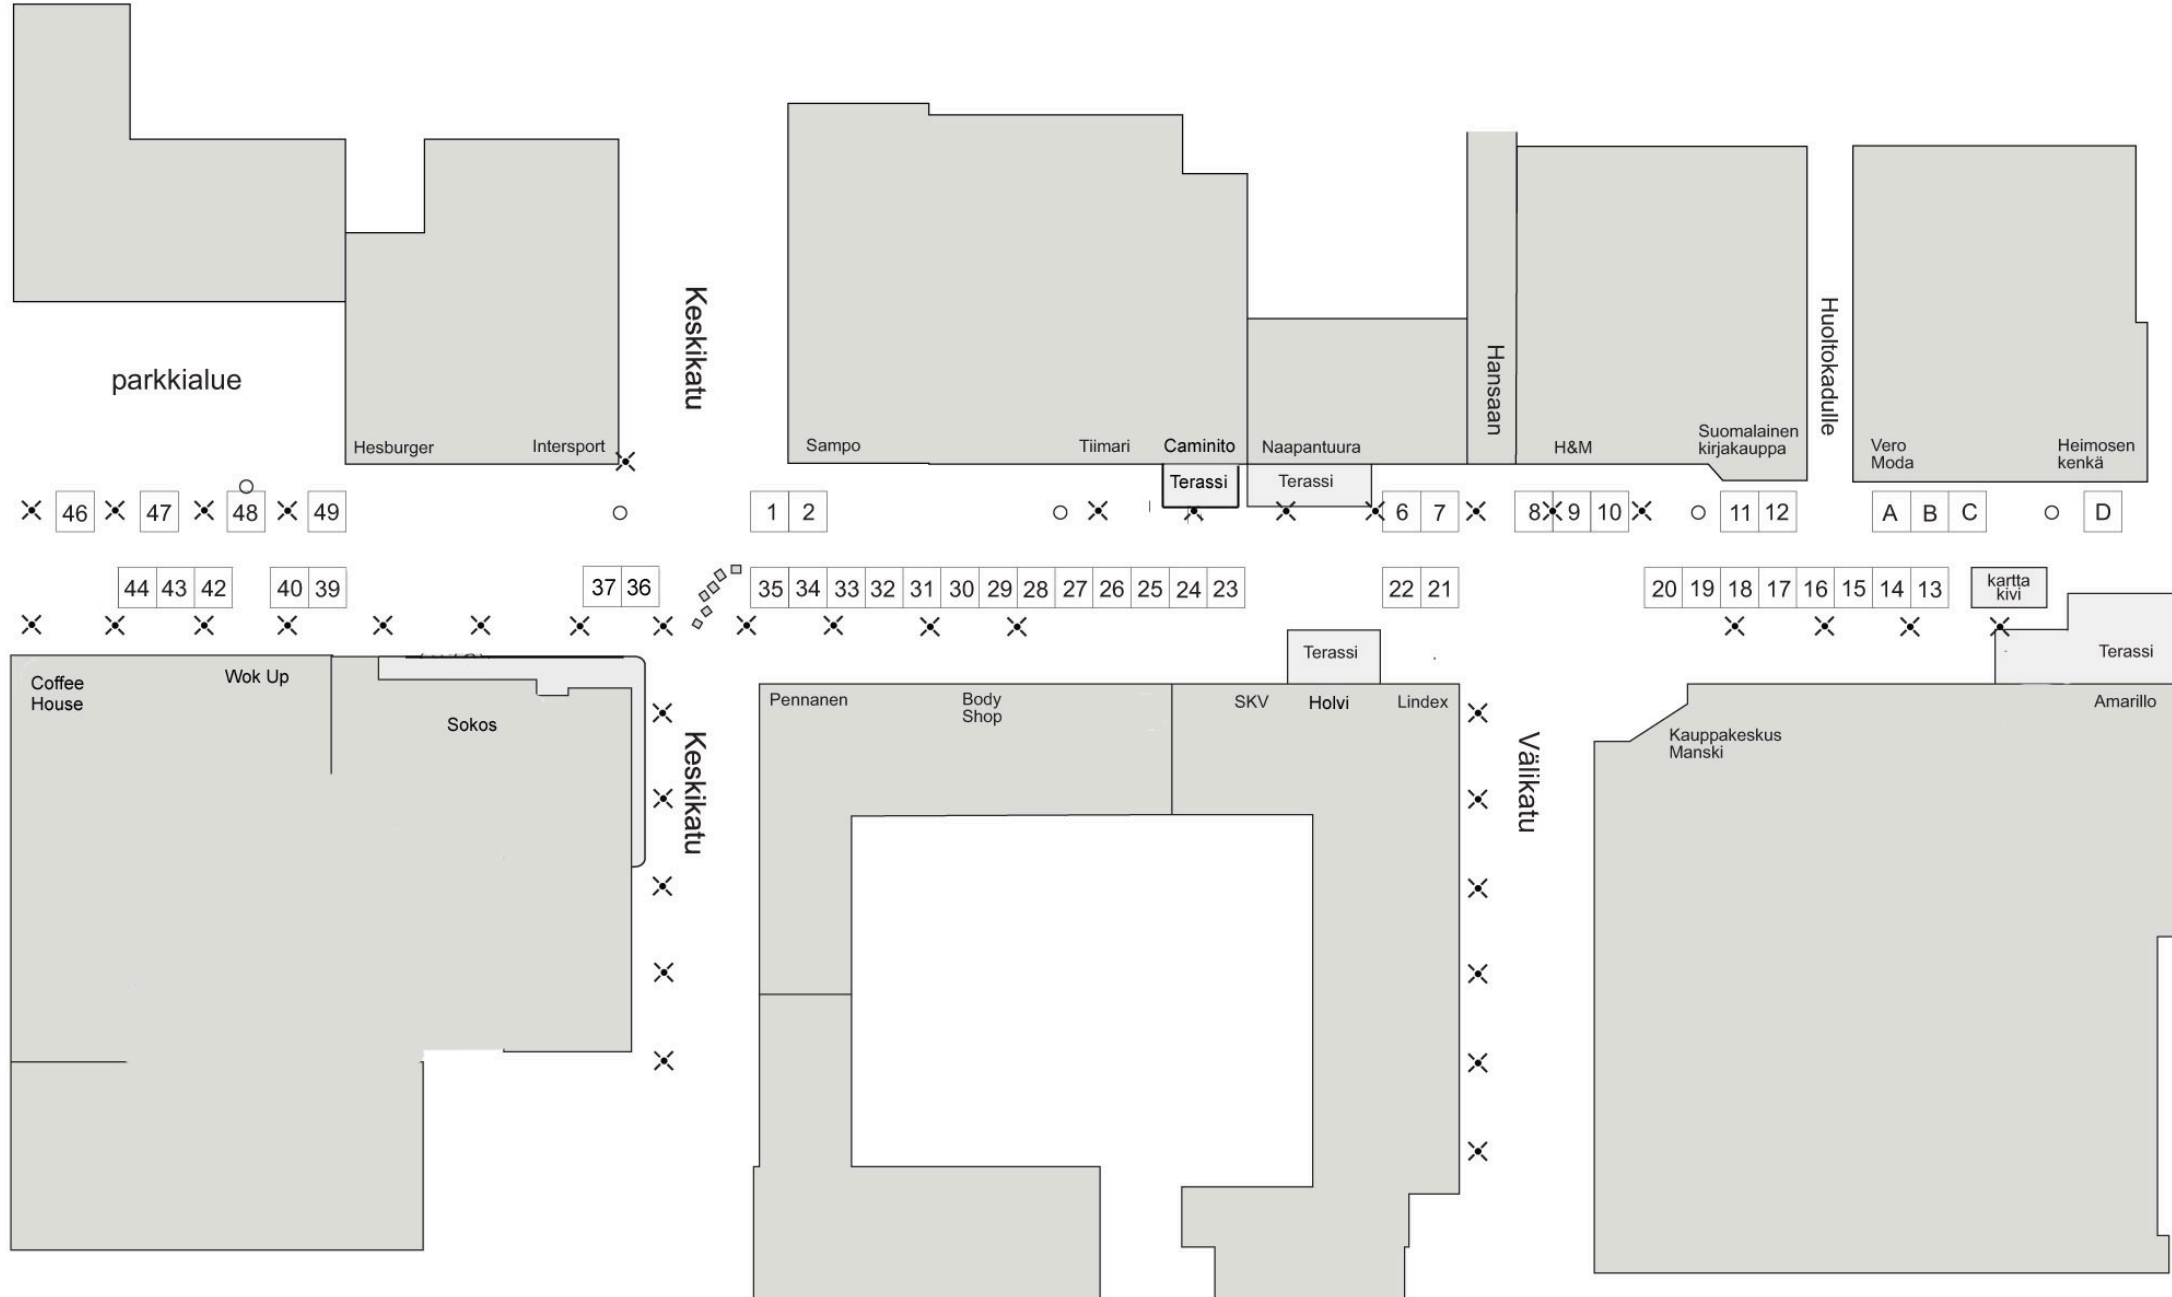 Keskikatu
Hansaan
Huoltokadulle
parkkialue
Hesburger
Intersport
Sampo
Tiimari
Caminito
Naapantuura
H&M
Suomalainen
kirjakauppa
Vero
Moda
Heimosen
kenkä
Terassi
Terassi
46
47
48
49
1
2
6
7
8
9
10
11
12
A
B
C
D
44
43
42
40
39
37
36
35
34
33
32
31
30
29
28
27
26
25
24
23
22
21
20
19
18
17
16
15
14
13
kartta
kivi
Coffee
House
Wok Up
Sokos
Keskikatu
Pennanen
Body
Shop
SKV
Terassi
Holvi
Lindex
Välikatu
Kauppakeskus
Manski
Terassi
Amarillo